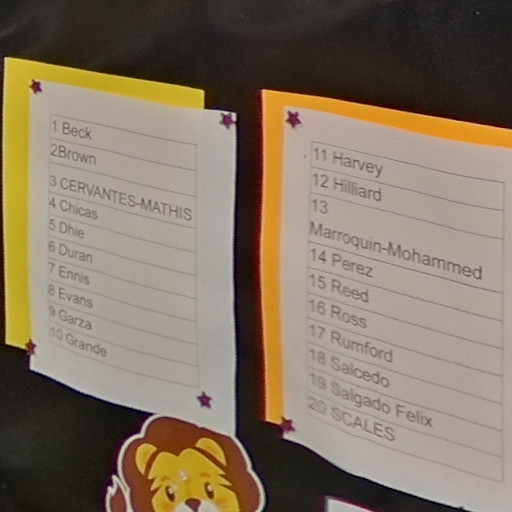 1 Beck
2Brown
3 CERVANTES-MATHIS
4 Chicas
5 Dhie
6 Duran
7 Ennis
8 Evans
9 Garza
10 Grande
11 Harvey
12 Hilliard
13
Marroquin-Mohammed
14 Perez
15 Reed
16 Ross
17 Rumford
18 Salcedo
19 Salgado Felix
20 SCALES